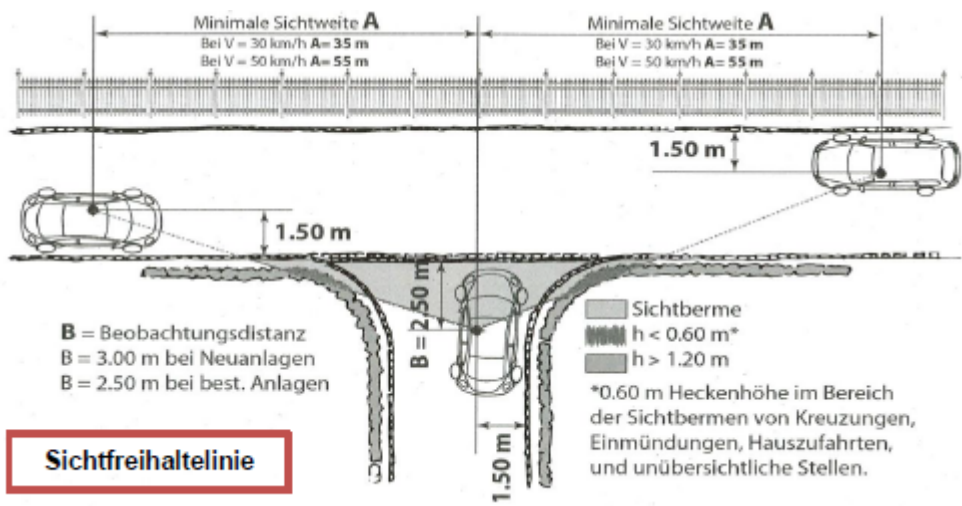 Minimale Sichtweite A
Bei V = 30 km/h A= 35 m
Bei V = 50 km/h A= 55 m
Minimale Sichtweite A
Bei V = 30 km/h A= 35 m
Bei V = 50 km/h A= 55 m
1.50 m
1.50 m
B = 2.50 m
B = Beobachtungsdistanz
B = 3.00 m bei Neuanlagen
B = 2.50 m bei best. Anlagen
Sichtberme
h < 0.60 m*
h > 1.20 m
*0.60 m Heckenhöhe im Bereich
der Sichtbermen von Kreuzungen,
Einmündungen, Hauszufahrten,
und unübersichtliche Stellen.
1.50 m
Sichtfreihaltelinie